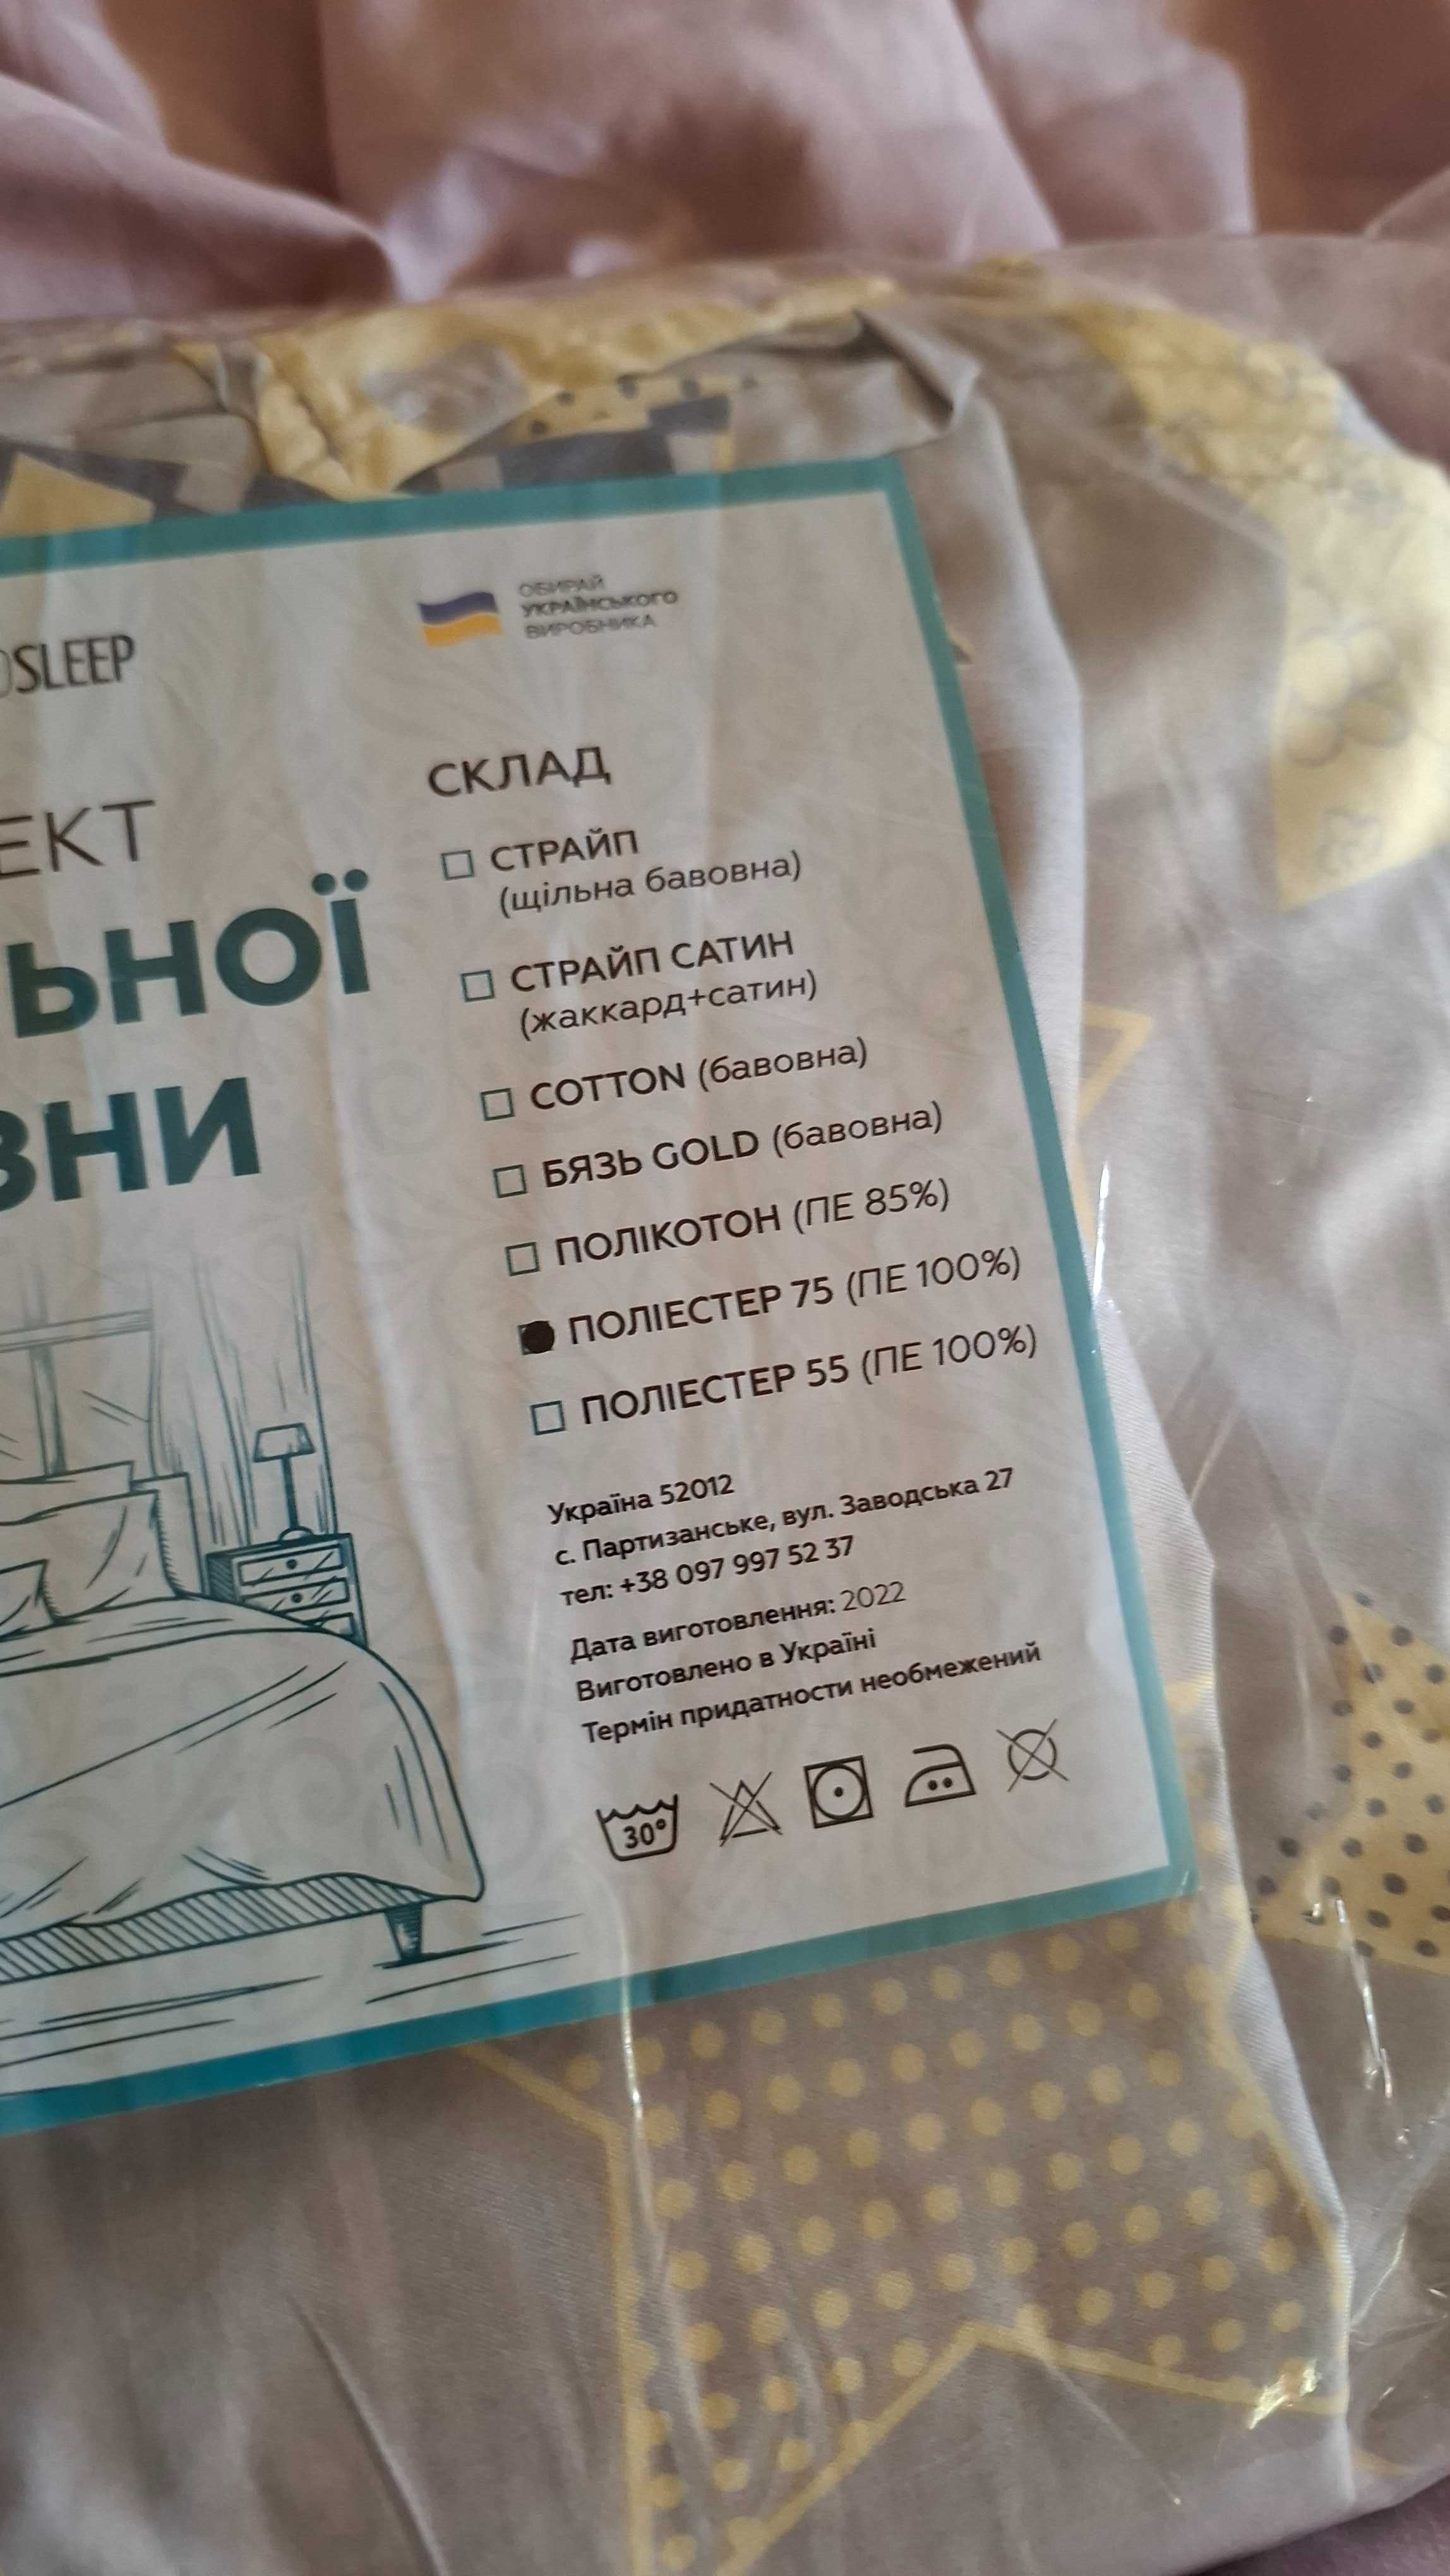 SLEEP
ОБИРАЙ
УКРАЇНСЬКОГО
ВИРОБНИКА
ЕКТ
ЬНОЇ
ЗНИ
СКЛАД
СТРАЙП
(щільна бавовна)
СТРАЙП САТИН
(жаккард+сатин)
COTTON (бавовна)
БЯЗЬ GOLD (бавовна)
ПОЛІКОТОН (ПЕ 85%)
ПОЛІЕСТЕР 75 (ПЕ 100%)
ПОЛІЕСТЕР 55 (ПЕ 100%)
Україна 52012
с. Партизанське, вул. Заводська 27
тел: +38 097 997 52 37
Дата виготовлення: 2022
Виготовлено в Україні
Термін придатности необмежений
30°